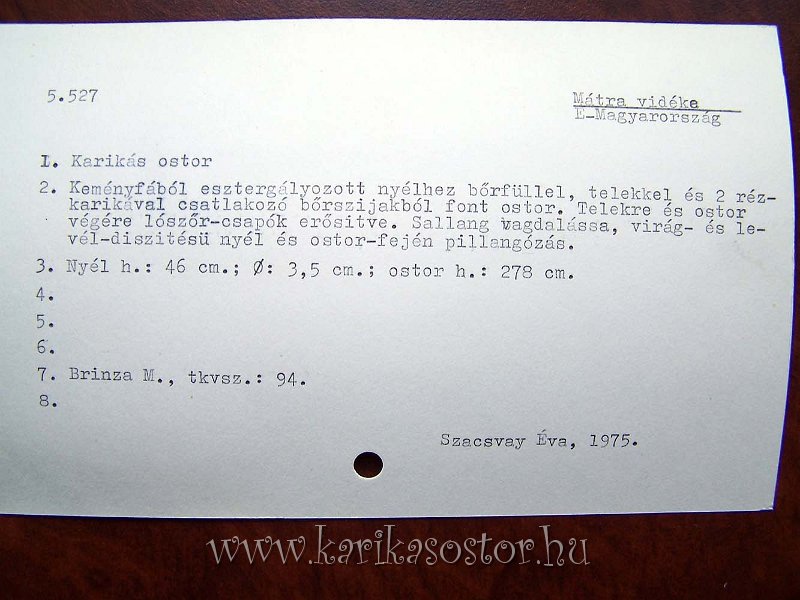 5.527
Mátra vidéke
É-Magyarország
1. Karikás ostor
2. Keményfából esztergályozott nyélhez bőrfüllel, telekkel és 2 réz-
karikával csatlakozó bőrszijakból font ostor. Telekre és ostor
végére lószőr-csapók erősitve. Sallang vagdalássa, virág- és le-
vél-diszitésü nyél és ostor-fején pillangózás.
3. Nyél h.: 46 cm.; Ø: 3,5 cm.; ostor h.: 278 cm.
4.
5.
6.
7. Brinza M., tkvsz.: 94.
8.
Szacsvay Éva, 1975.
www.karikasostor.hu